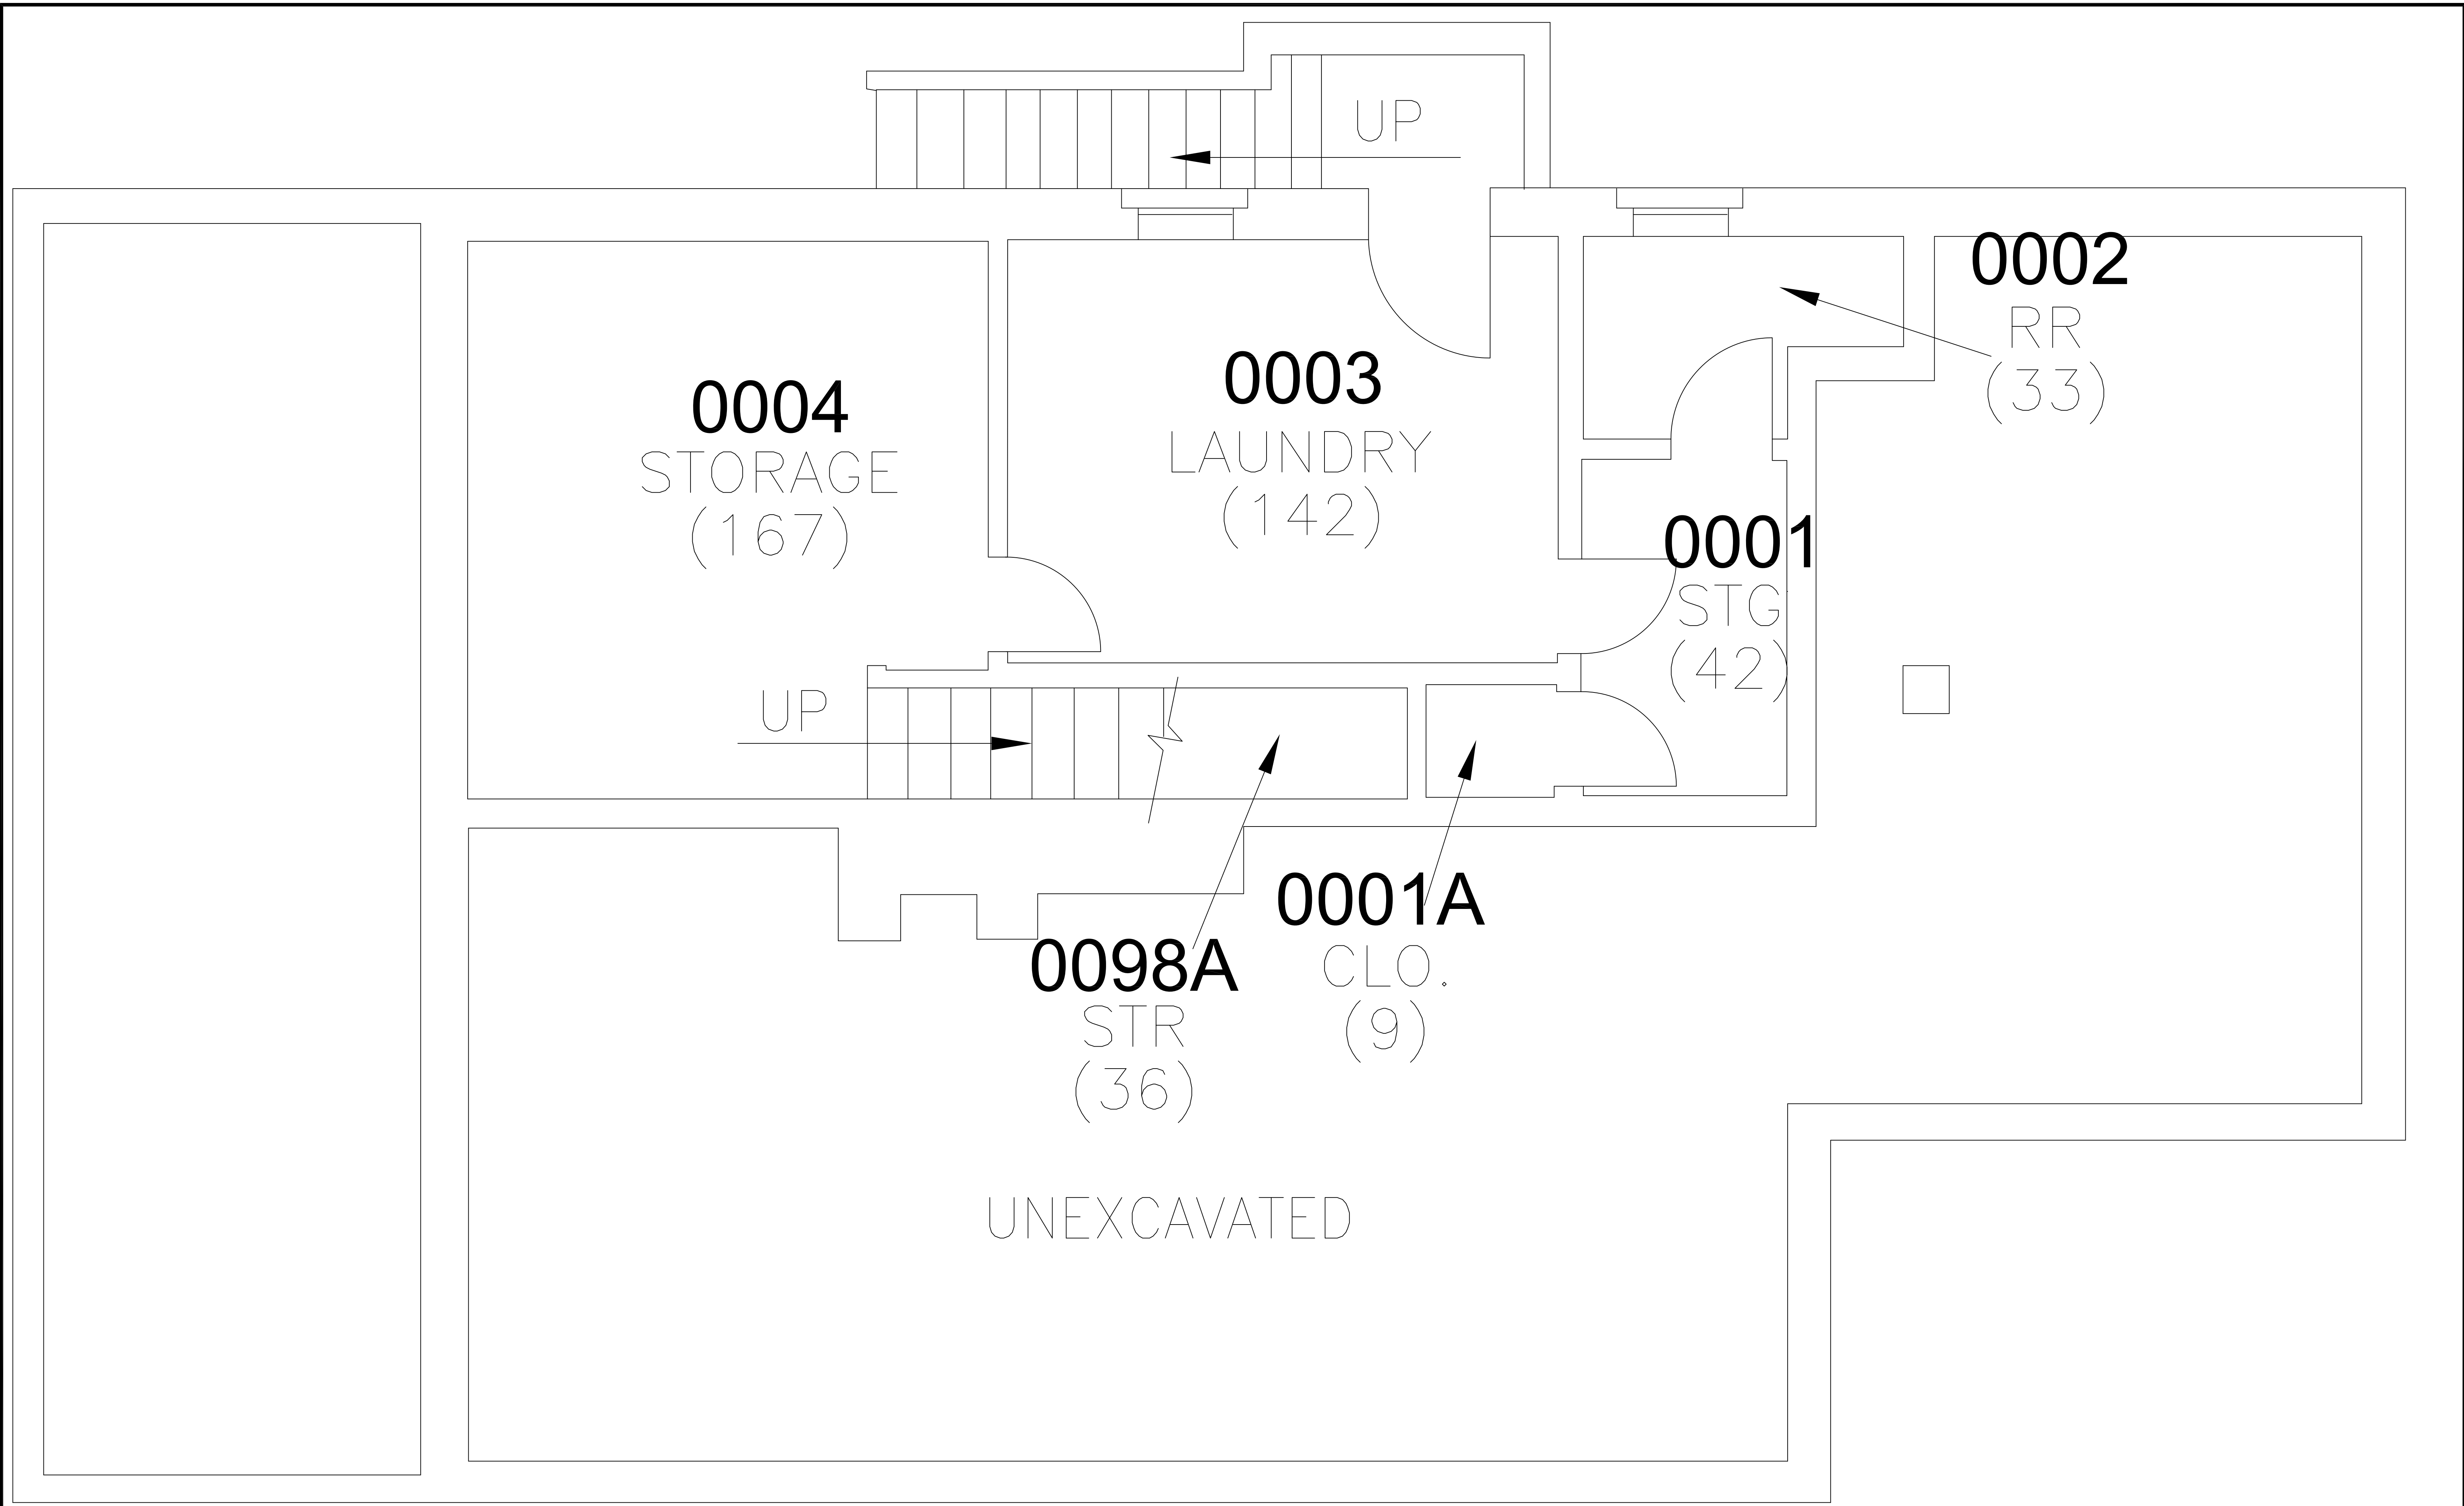 UP
0002
RR
(33)
0003
LAUNDRY
(142)
0004
STORAGE
(167)
0001
STG
(42)
UP
0001A
CLO.
(9)
0098A
STR
(36)
UNEXCAVATED